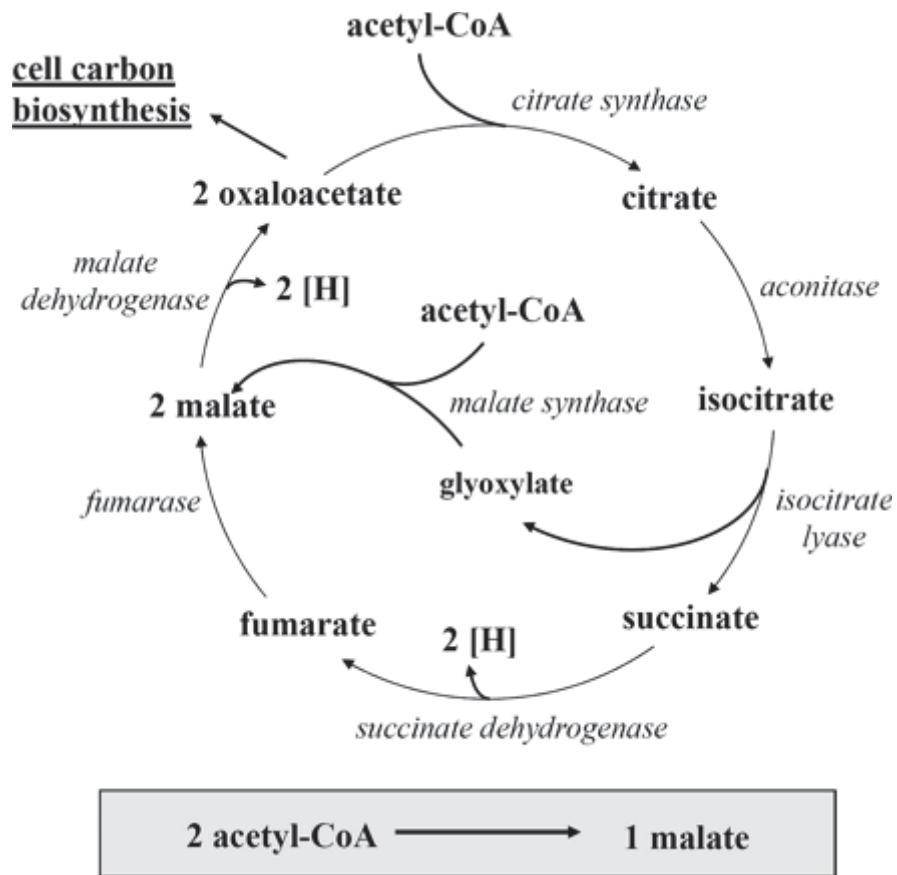 acetyl-CoA
cell carbon
biosynthesis
citrate synthase
2 oxaloacetate
citrate
malate
dehydrogenase
2 [H]
aconitase
acetyl-CoA
2 malate
malate synthase
isocitrate
glyoxylate
fumarase
isocitrate
lyase
fumarate
2 [H]
succinate
succinate dehydrogenase
2 acetyl-CoA
1 malate